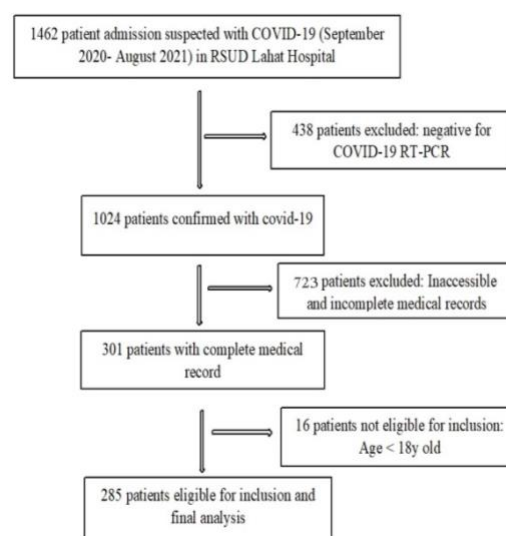 1462 patient admission suspected with COVID-19 (September
2020- August 2021) in RSUD Lahat Hospital
438 patients excluded: negative for
COVID-19 RT-PCR
1024 patients confirmed with covid-19
723 patients excluded: Inaccessible
and incomplete medical records
301 patients with complete medical
record
16 patients not eligible for inclusion:
Age < 18y old
285 patients eligible for inclusion and
final analysis